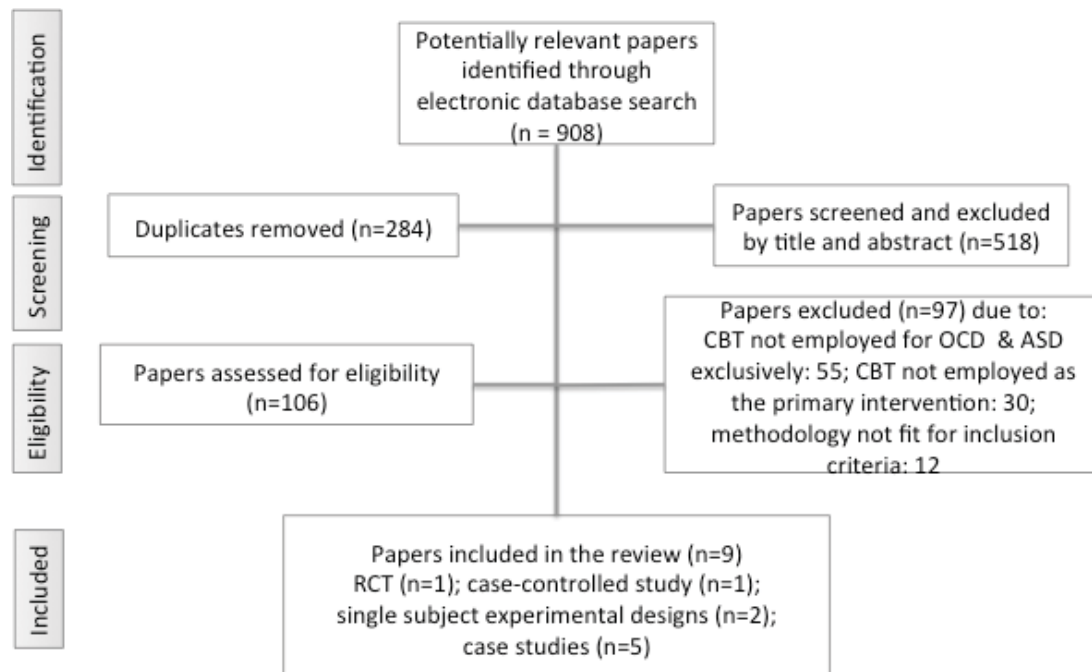 Identification
Potentially relevant papers
identified through
electronic database search
(n = 908)
Screening
Duplicates removed (n=284)
Papers screened and excluded
by title and abstract (n=518)
Eligibility
Papers assessed for eligibility
(n=106)
Papers excluded (n=97) due to:
CBT not employed for OCD & ASD
exclusively: 55; CBT not employed as
the primary intervention: 30;
methodology not fit for inclusion
criteria: 12
Included
Papers included in the review (n=9)
RCT (n=1); case-controlled study (n=1);
single subject experimental designs (n=2);
case studies (n=5)